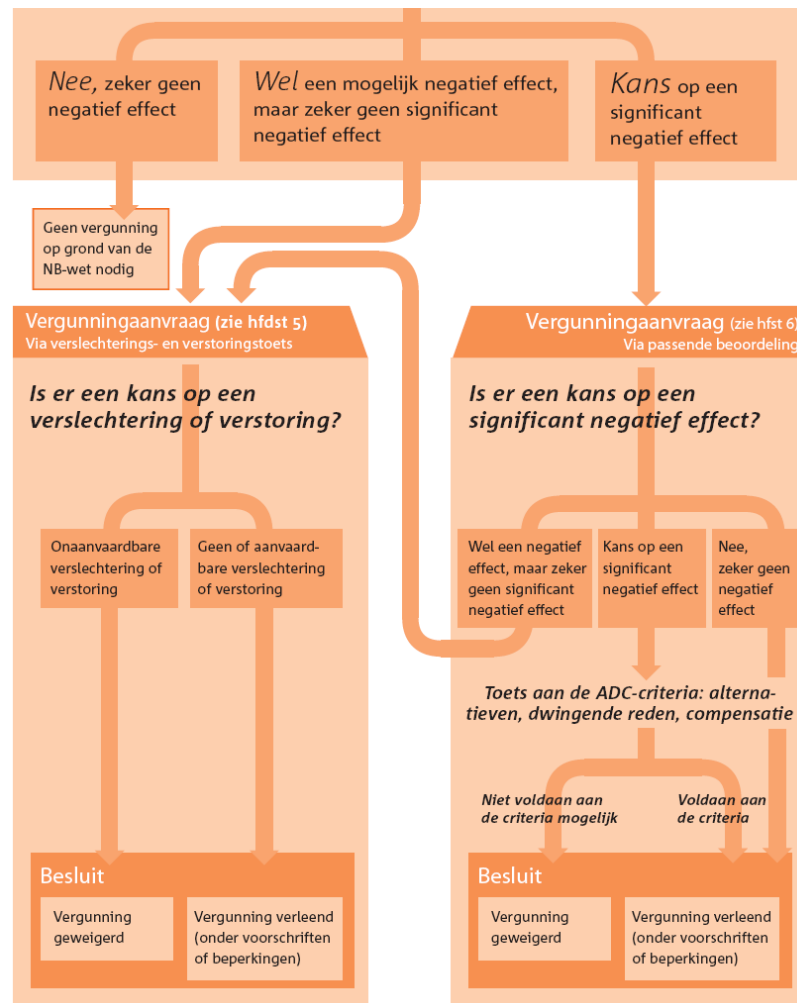 Nee, zeker geen
negatief effect
Wel een mogelijk negatief effect,
maar zeker geen significant
negatief effect
Kans op een
significant
negatief effect
Geen vergunning
op grond van de
NB-wet nodig
Vergunningaanvraag (zie hfdst 5)
Via verslechterings- en verstoringstoets
Is er een kans op een
verslechtering of verstoring?
Onaanvaardbare
verslechtering of
verstoring
Geen of aanvaard-
bare verslechtering
of verstoring
Besluit
Vergunning
geweigerd
Vergunning verleend
(onder voorschriften
of beperkingen)
Vergunningaanvraag (zie hfst 6)
Via passende beoordeling
Is er een kans op een
significant negatief effect?
Wel een negatief
effect, maar zeker
geen significant
negatief effect
Kans op een
significant
negatief effect
Nee,
zeker geen
negatief
effect
Toets aan de ADC-criteria: alterna-
tieven, dwingende reden, compensatie
Niet voldaan aan
de criteria mogelijk
Voldaan aan
de criteria
Besluit
Vergunning
geweigerd
Vergunning verleend
(onder voorschriften
of beperkingen)